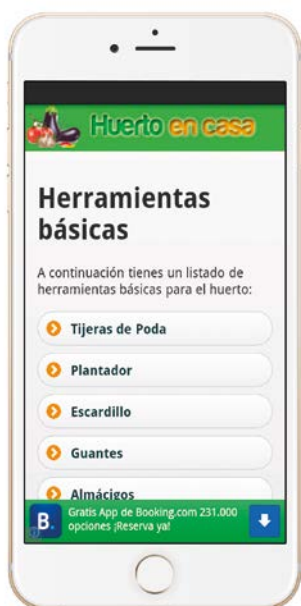 Huerto en casa
Herramientas
básicas
A continuación tienes un listado de
herramientas básicas para el huerto:
Tijeras de Poda
Plantador
Escardillo
Guantes
Almácigos
B.
Gratis App de Booking.com 231.000
opciones ¡Reserva ya!